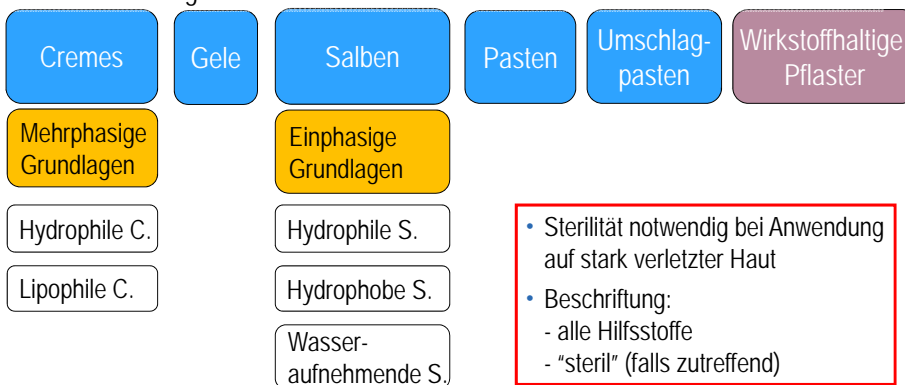 Cremes
Gele
Salben
Pasten
Umschlag-
pasten
Wirkstoffhaltige
Pflaster
Mehrphasige
Grundlagen
Einphasige
Grundlagen
Hydrophile C.
Lipophile C.
Hydrophile S.
Hydrophobe S.
Wasser-
aufnehmende S.
• Sterilität notwendig bei Anwendung
auf stark verletzter Haut
• Beschriftung:
- alle Hilfsstoffe
- “steril” (falls zutreffend)